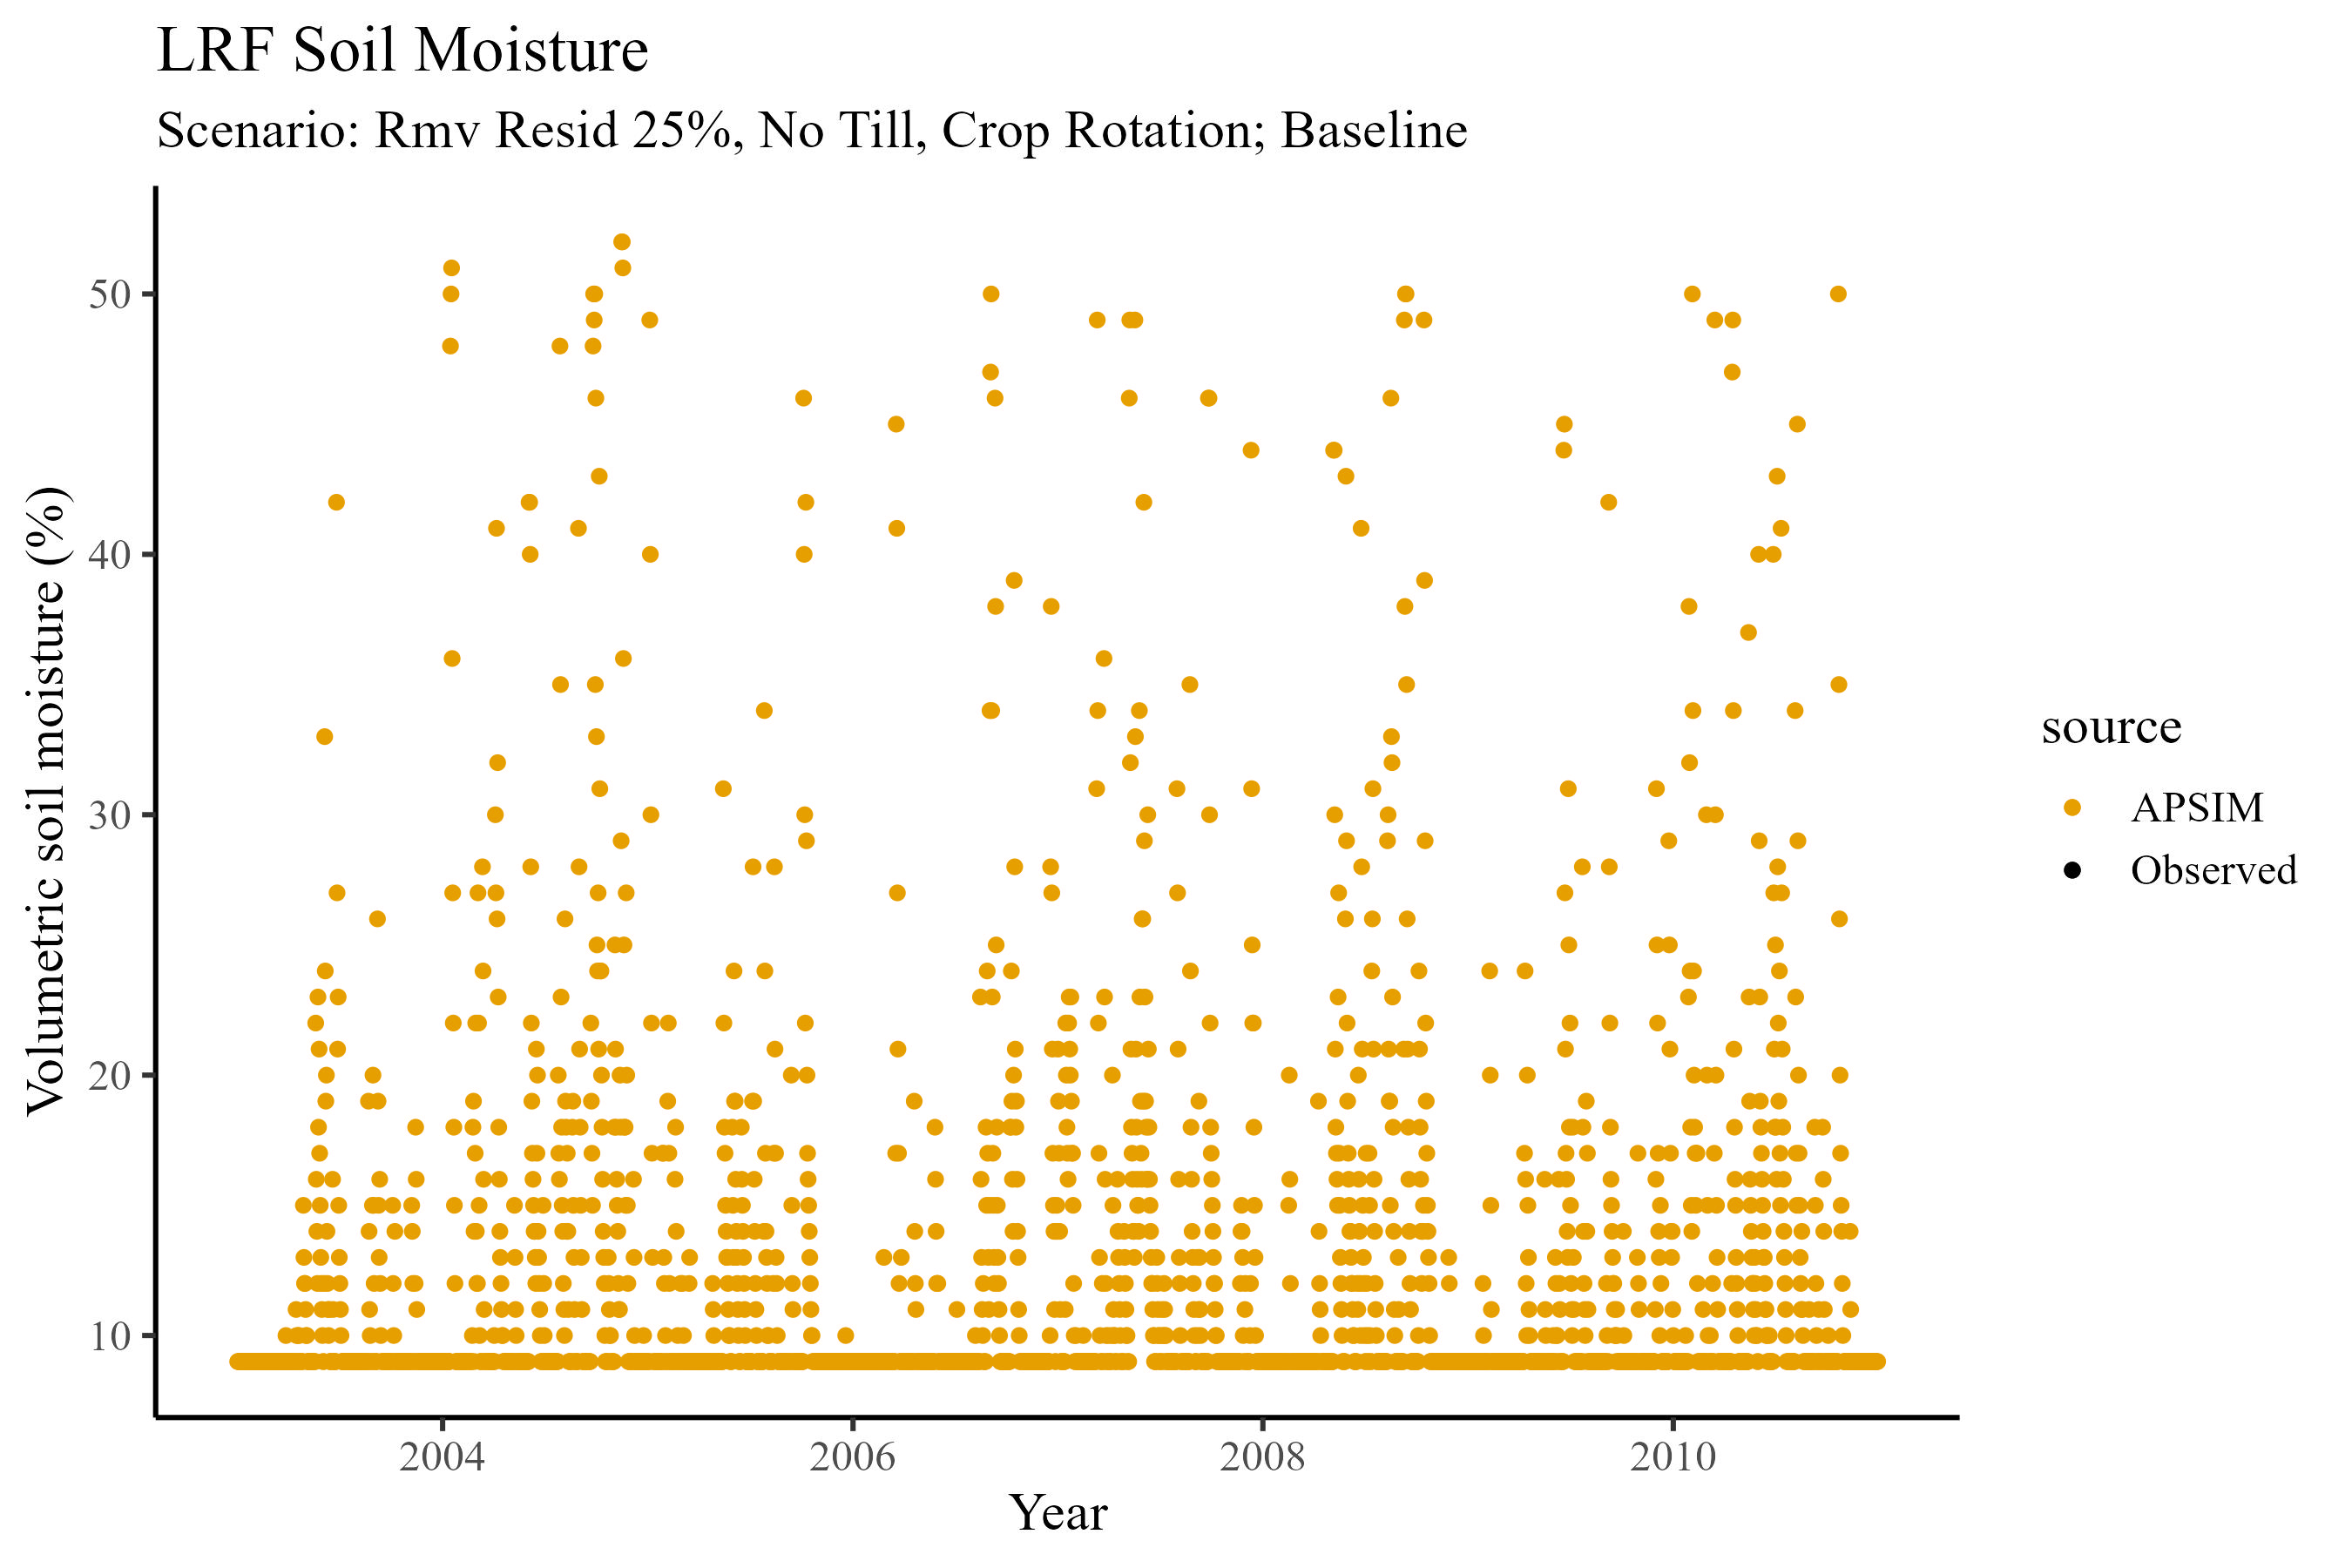 LRF Soil Moisture
Scenario: Rmv Resid 25%, No Till, Crop Rotation; Baseline
Volumetric soil moisture (%)
50
40
30
20
10
2004
2006
2008
2010
Year
source
APSIM
Observed